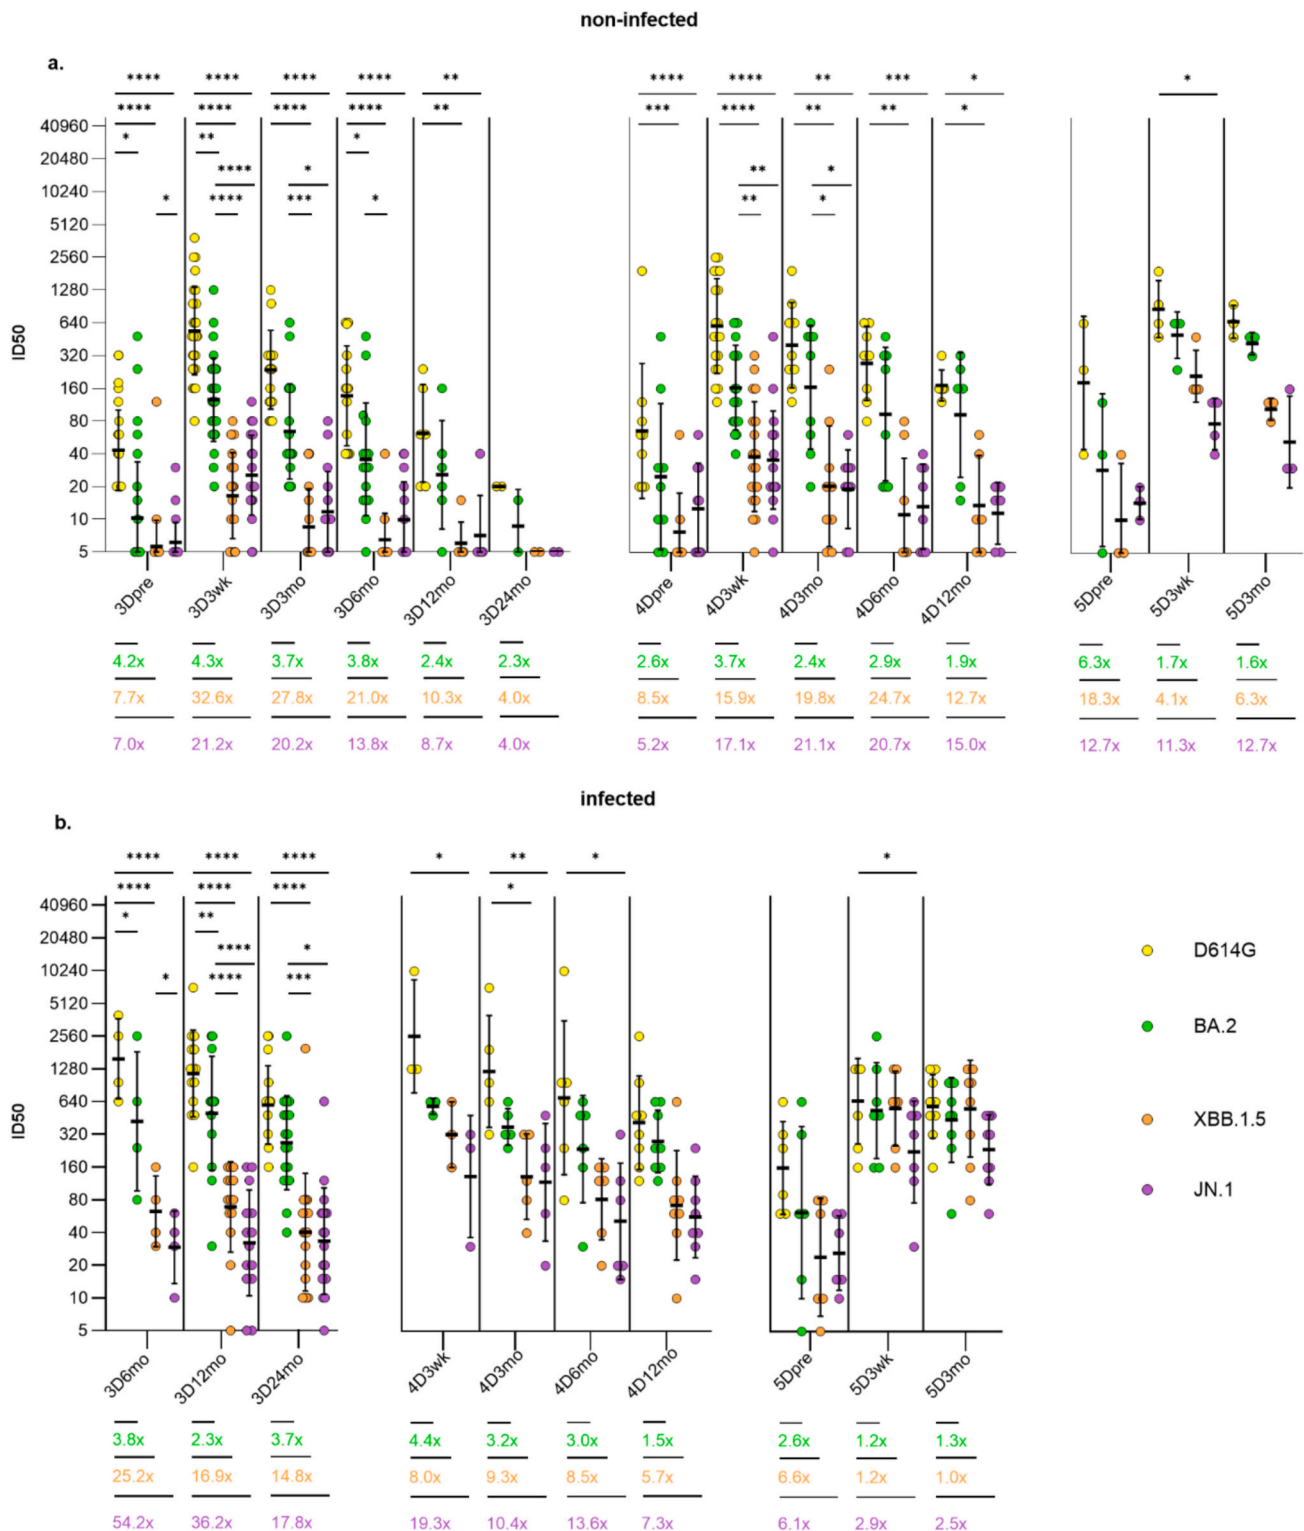 non-infected
a.
**** **** **** **** ** **** **** ** *** * *
**** **** **** **** ** *** **** ** ** *
40960
* ** *
20480
**** * ** *
10240
* **** *** * ** *
5120
2560
1280
640
320
160
80
40
20
10
5
ID50
3Dpre 3D3wk 3D3mo 3D6mo 3D12mo 3D24mo 4Dpre 4D3wk 4D3mo 4D6mo 4D12mo 5Dpre 5D3wk 5D3mo
4.2x 4.3x 3.7x 3.8x 2.4x 2.3x 2.6x 3.7x 2.4x 2.9x 1.9x 6.3x 1.7x 1.6x
7.7x 32.6x 27.8x 21.0x 10.3x 4.0x 8.5x 15.9x 19.8x 24.7x 12.7x 18.3x 4.1x 6.3x
7.0x 21.2x 20.2x 13.8x 8.7x 4.0x 5.2x 17.1x 21.1x 20.7x 15.0x 12.7x 11.3x 12.7x
infected
b.
**** **** **** * ** * *
**** **** **** *
40960
* **
20480
**** *
10240
* **** ***
5120
2560
1280
640
320
160
80
40
20
10
5
ID50
D614G
BA.2
XBB.1.5
JN.1
3D6mo 3D12mo 3D24mo 4D3wk 4D3mo 4D6mo 4D12mo 5Dpre 5D3wk 5D3mo
3.8x 2.3x 3.7x 4.4x 3.2x 3.0x 1.5x 2.6x 1.2x 1.3x
25.2x 16.9x 14.8x 8.0x 9.3x 8.5x 5.7x 6.6x 1.2x 1.0x
54.2x 36.2x 17.8x 19.3x 10.4x 13.6x 7.3x 6.1x 2.9x 2.5x